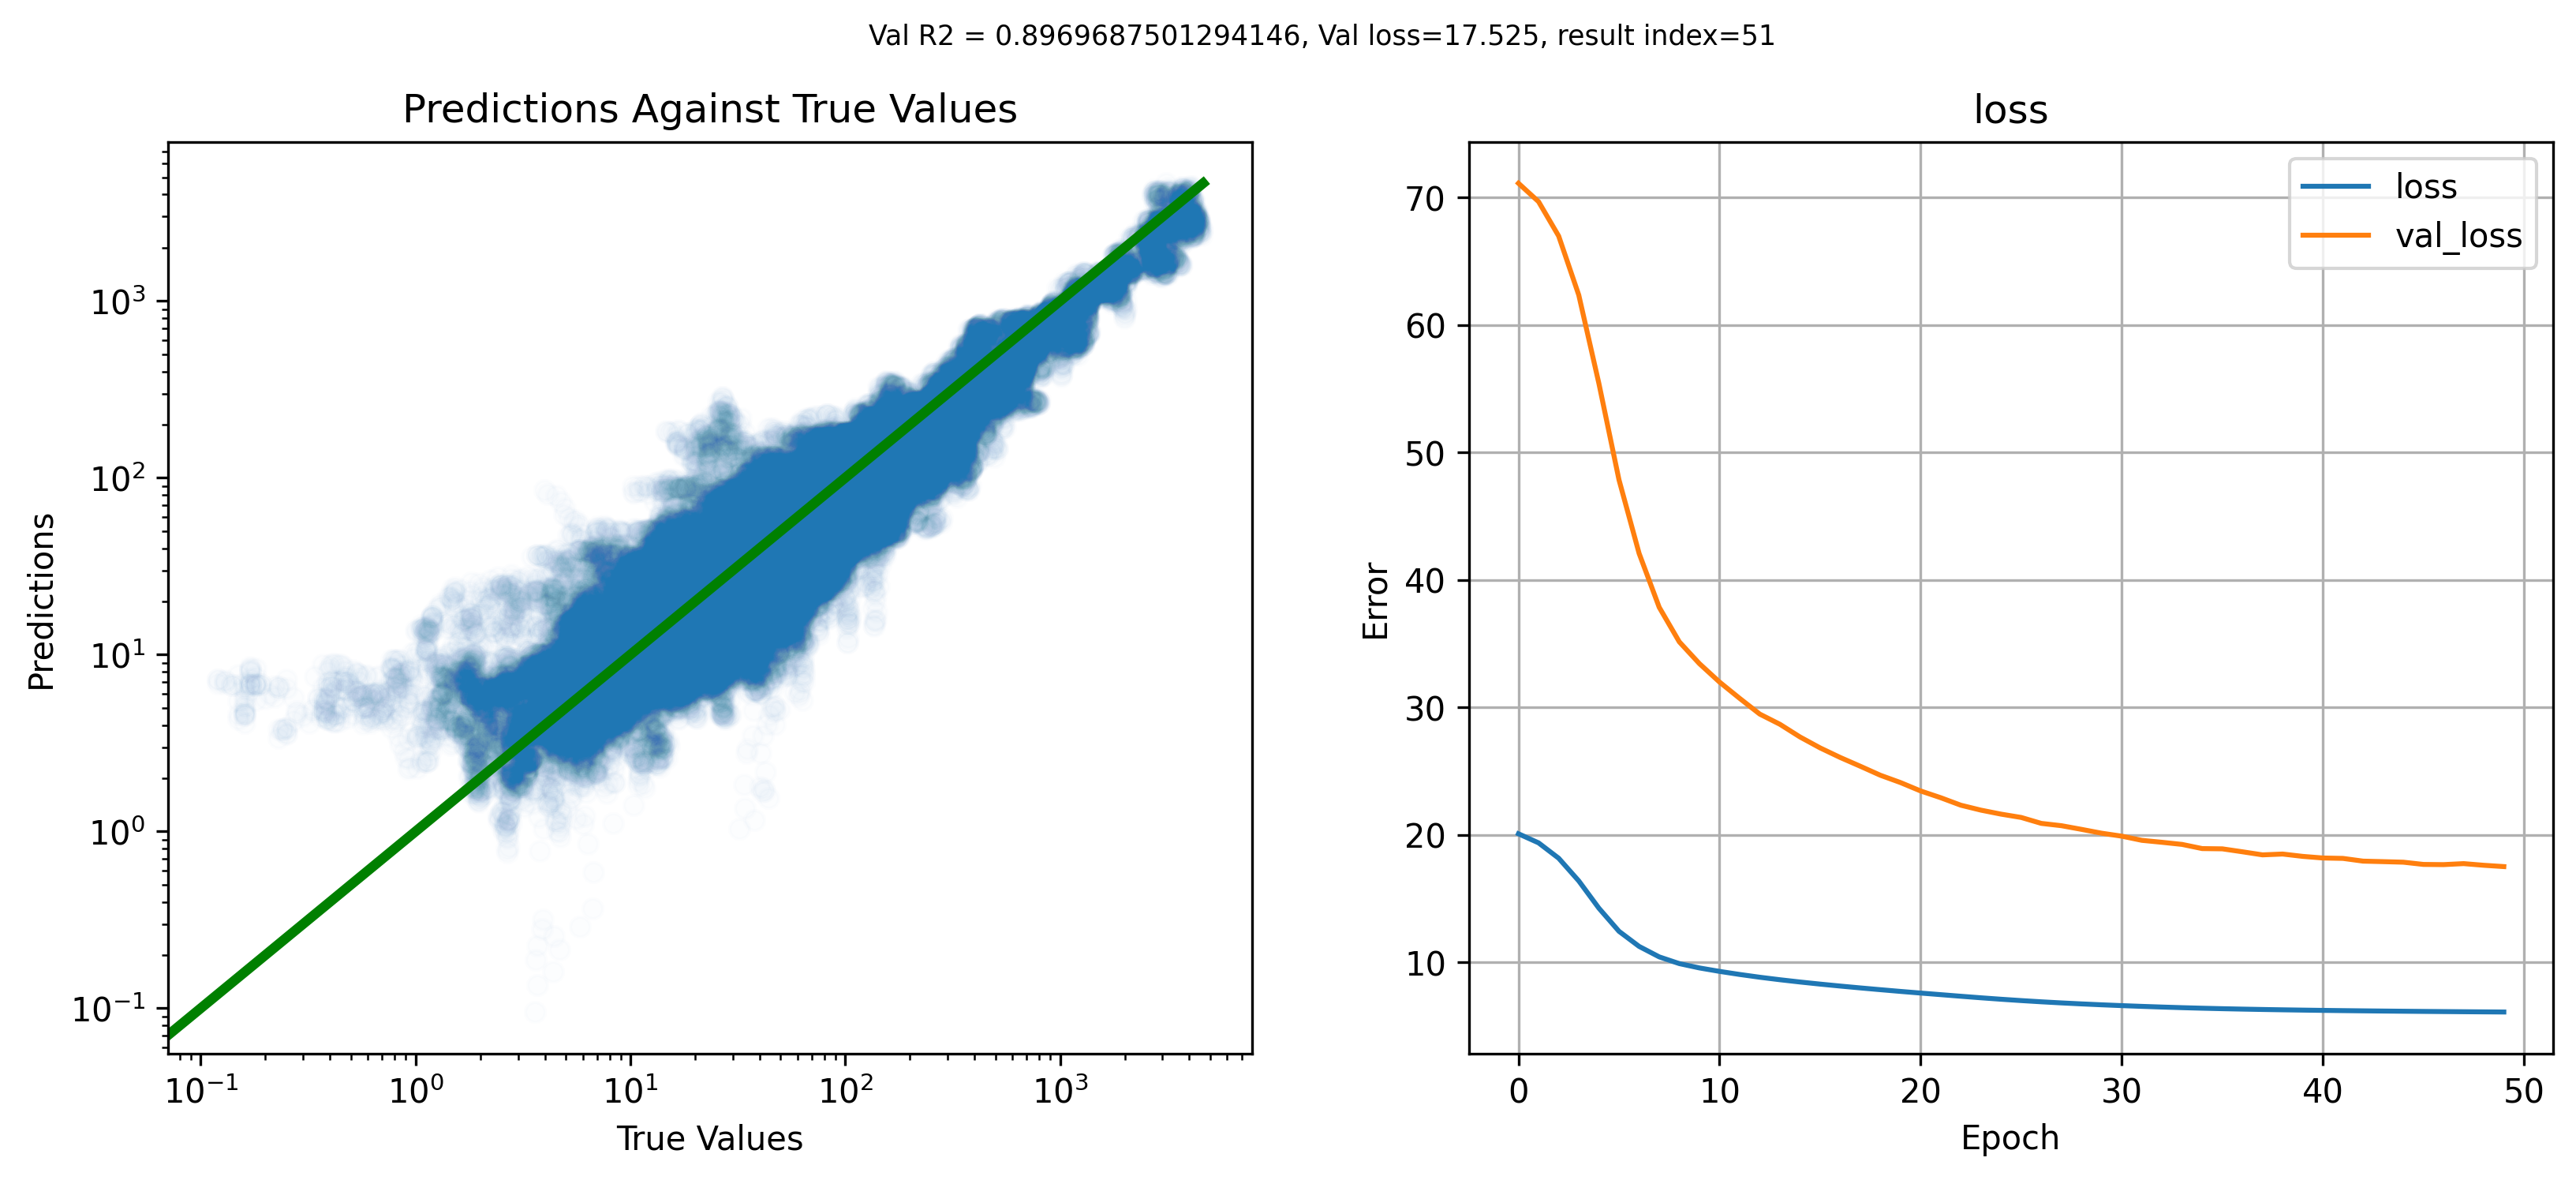 Val R2 = 0.8969687501294146, Val loss=17.525, result index=51
Predictions Against True Values
Predictions
10³
10²
10¹
10⁰
10⁻¹
10⁻¹ 10⁰ 10¹ 10² 10³
True Values
loss
loss
val_loss
Error
70
60
50
40
30
20
10
0 10 20 30 40 50
Epoch